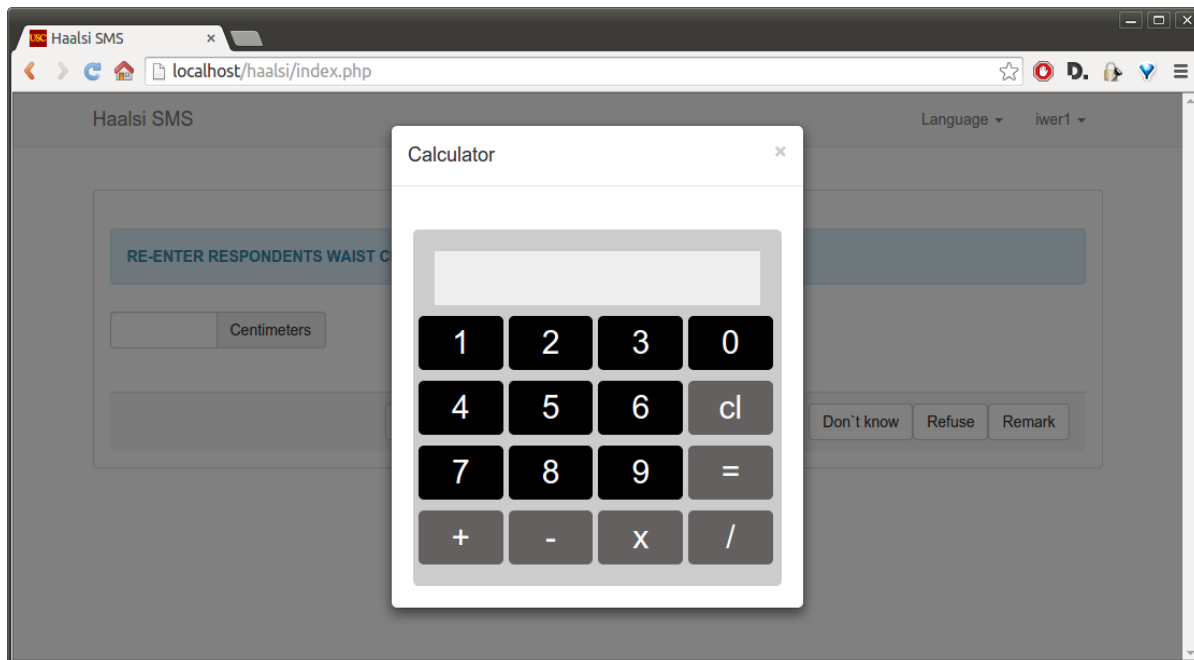 USC Haalsi SMS ×
localhost/haalsi/index.php
D.
Haalsi SMS Language iwer1
Calculator ×
RE-ENTER RESPONDENTS WAIST C
Centimeters
1 2 3 0
4 5 6 cl
7 8 9 =
+ - x /
Don`t know Refuse Remark